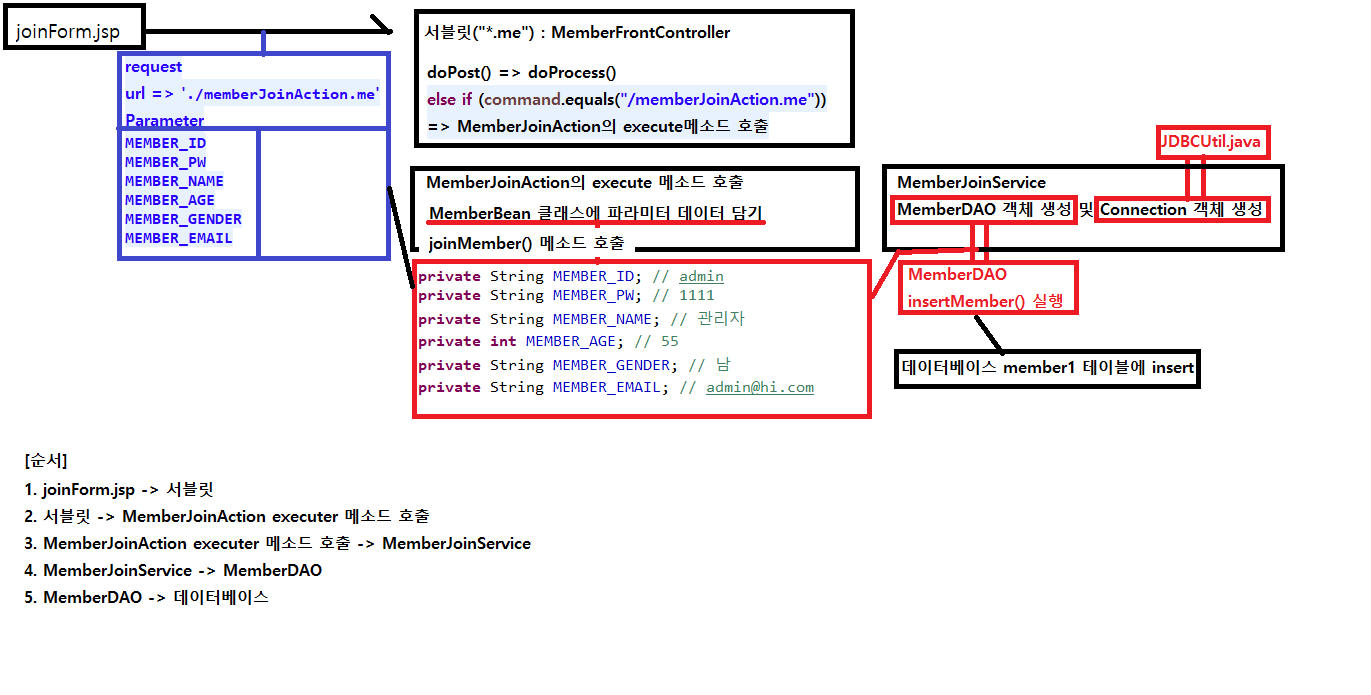 joinForm.jsp
request
url => './memberJoinAction.me'
Parameter
MEMBER_ID
MEMBER_PW
MEMBER_NAME
MEMBER_AGE
MEMBER_GENDER
MEMBER_EMAIL
서블릿("*.me") : MemberFrontController
doPost() => doProcess()
else if (command.equals("/memberJoinAction.me"))
=> MemberJoinAction의 execute메소드 호출
MemberJoinAction의 execute 메소드 호출
MemberBean 클래스에 파라미터 데이터 담기
joinMember() 메소드 호출
private String MEMBER_ID; // admin
private String MEMBER_PW; // 1111
private String MEMBER_NAME; // 관리자
private int MEMBER_AGE; // 55
private String MEMBER_GENDER; // 남
private String MEMBER_EMAIL; // admin@hi.com
JDBCUtil.java
MemberJoinService
MemberDAO 객체 생성 및 Connection 객체 생성
MemberDAO
insertMember() 실행
데이터베이스 member1 테이블에 insert
[순서]
1. joinForm.jsp -> 서블릿
2. 서블릿 -> MemberJoinAction executer 메소드 호출
3. MemberJoinAction executer 메소드 호출 -> MemberJoinService
4. MemberJoinService -> MemberDAO
5. MemberDAO -> 데이터베이스